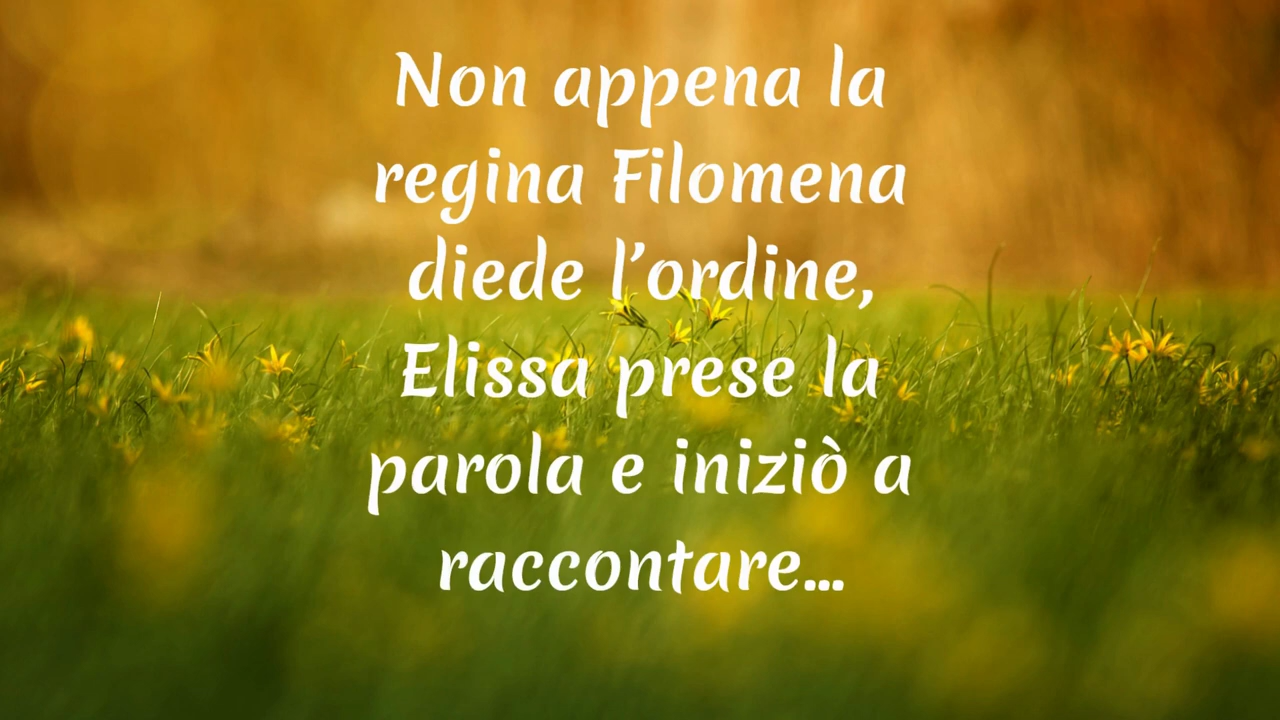 Non appena la
regina Filomena
diede l’ordine,
Elissa prese la
parola e iniziò a
raccontare...